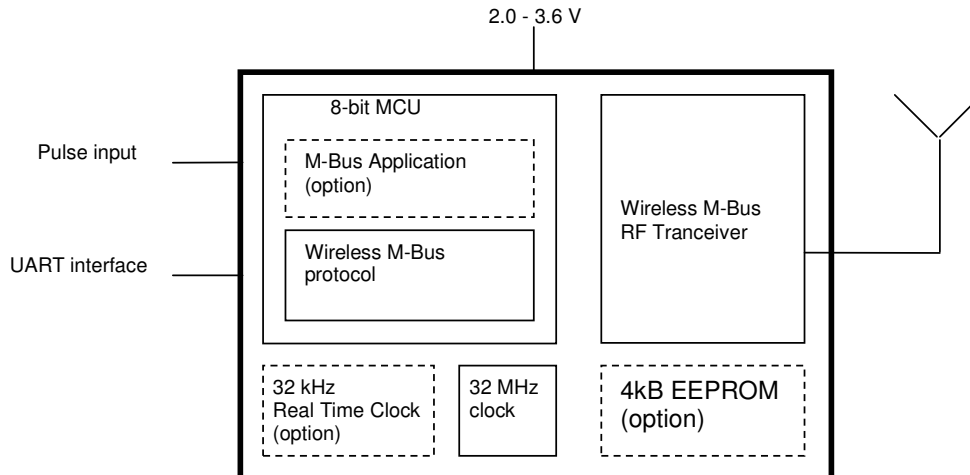 2.0 - 3.6 V
8-bit MCU
Pulse input
M-Bus Application
(option)
Wireless M-Bus
RF Tranceiver
UART interface
Wireless M-Bus
protocol
32 kHz
Real Time Clock
(option)
32 MHz
clock
4kB EEPROM
(option)